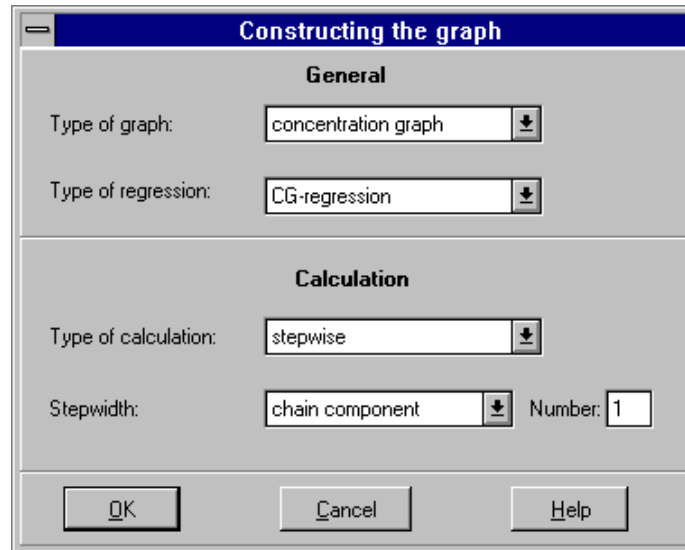 Constructing the graph
General
Type of graph: concentration graph
Type of regression: CG-regression
Calculation
Type of calculation: stepwise
Stepwidth: chain component Number: 1
OK Cancel Help